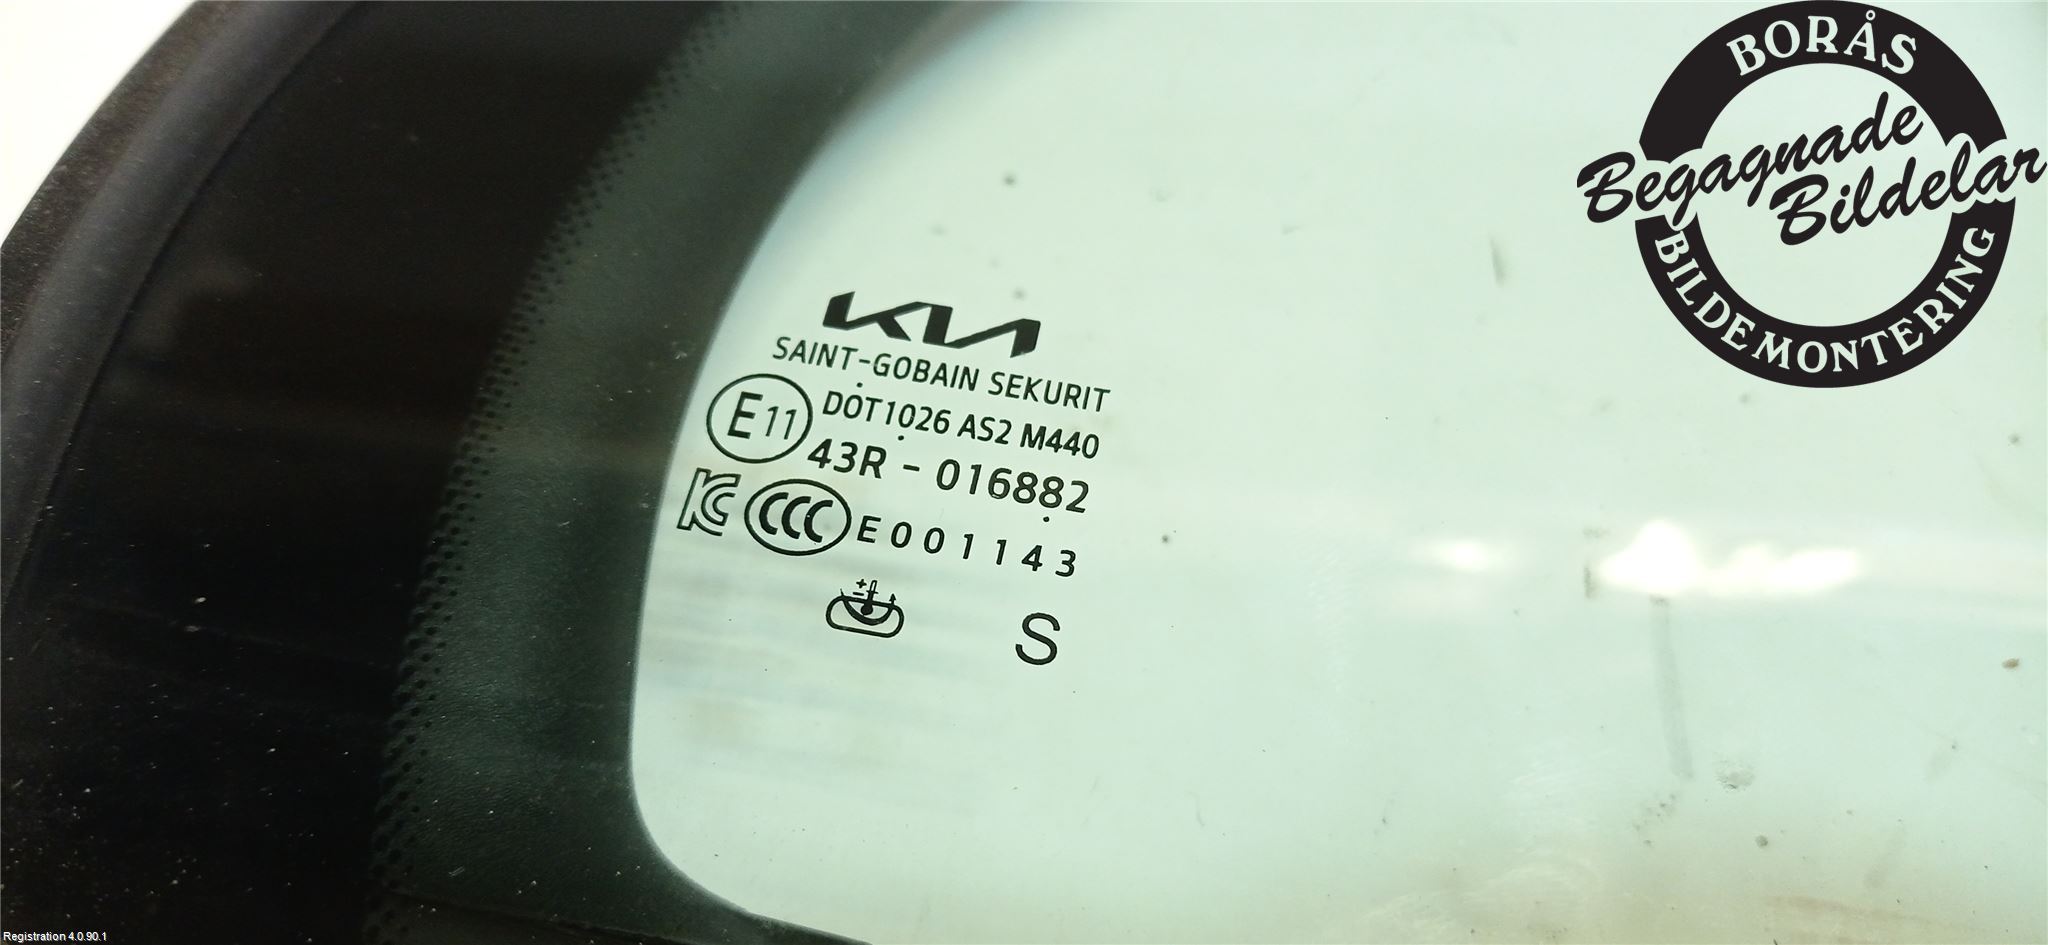 BORÅS
Begagnade
Bildelar
BILDEMONTERING
KIA
SAINT-GOBAIN SEKURIT
E11
DOT1026 AS2 M440
43R - 016882
KC CCC E001143
S
Registration 4.0.90.1